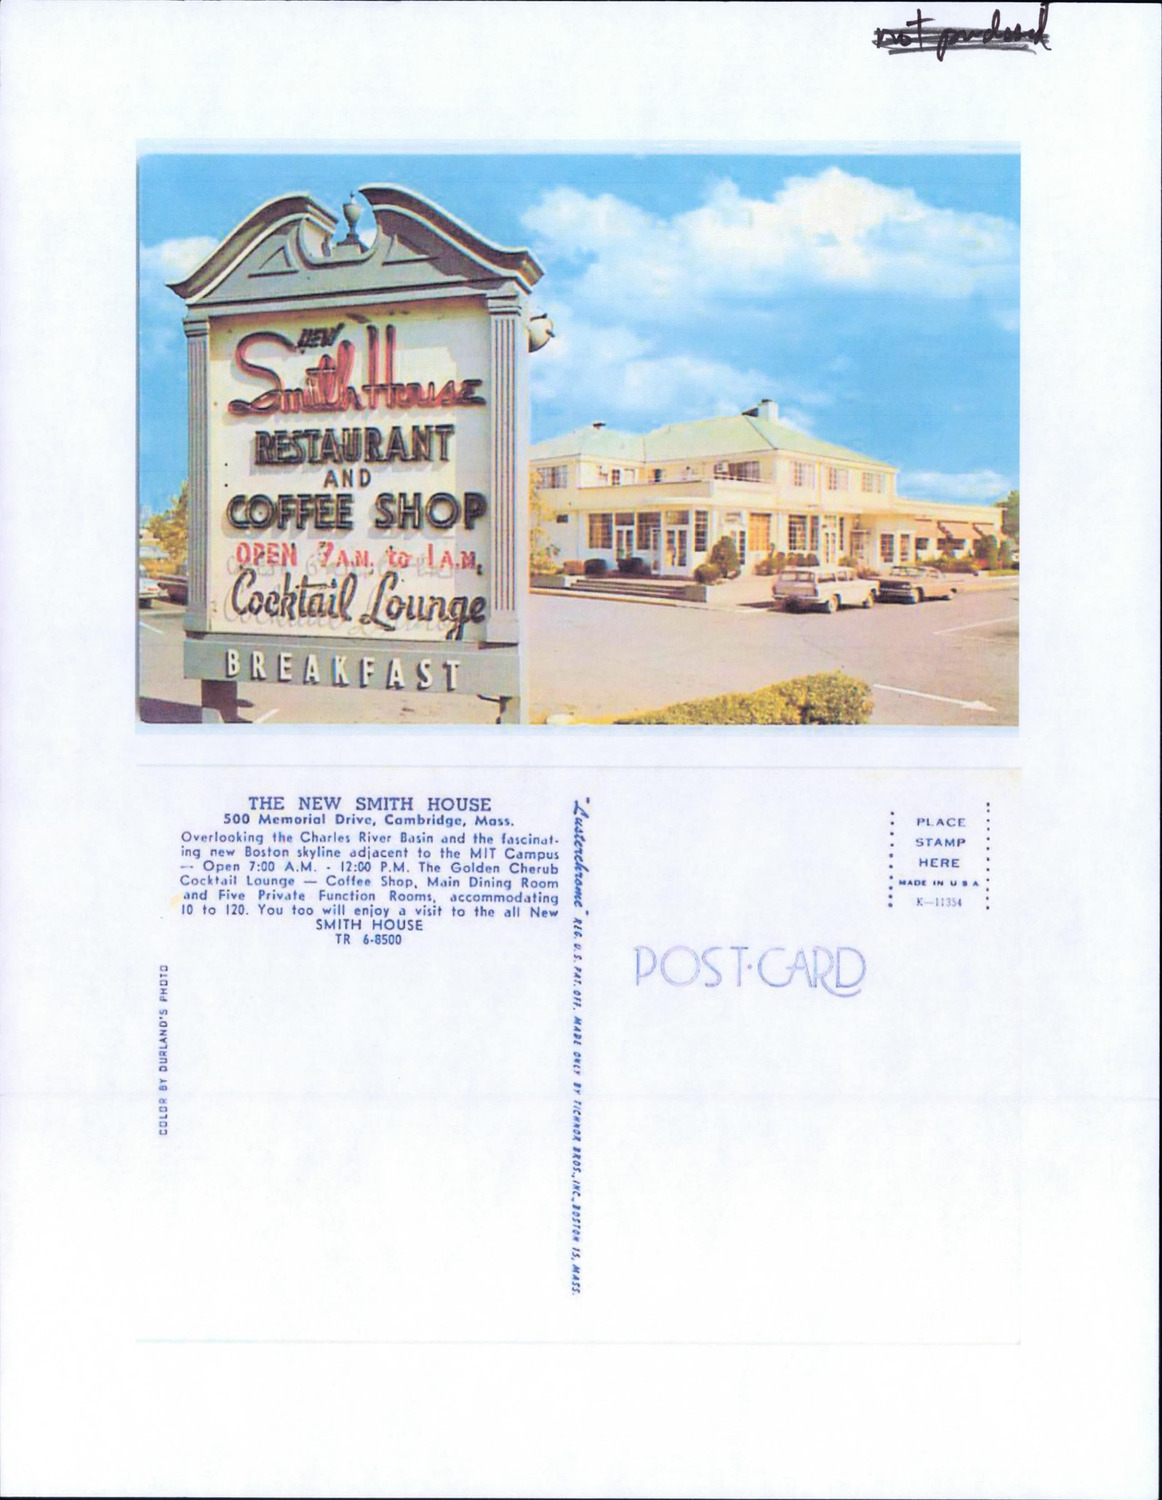 not
NEW
Smith House
RESTAURANT
AND
COFFEE SHOP
OPEN 7 A.M. to 1 A.M.
Cocktail Lounge
BREAKFAST
THE NEW SMITH HOUSE
500 Memorial Drive, Cambridge, Mass.
Overlooking the Charles River Basin and the fascinat-
ing new Boston skyline adjacent to the MIT Campus
— Open 7:00 A.M. - 12:00 P.M. The Golden Cherub
Cocktail Lounge — Coffee Shop, Main Dining Room
and Five Private Function Rooms, accommodating
10 to 120. You too will enjoy a visit to the all New
SMITH HOUSE
TR 6-8500
COLOR BY DURLAND'S PHOTO
"Lusterchrome" REG. U.S. PAT. OFF. MADE ONLY BY TICHNOR BROS., INC., BOSTON 15, MASS.
PLACE
STAMP
HERE
MADE IN U S A
K—11354
POST·CARD